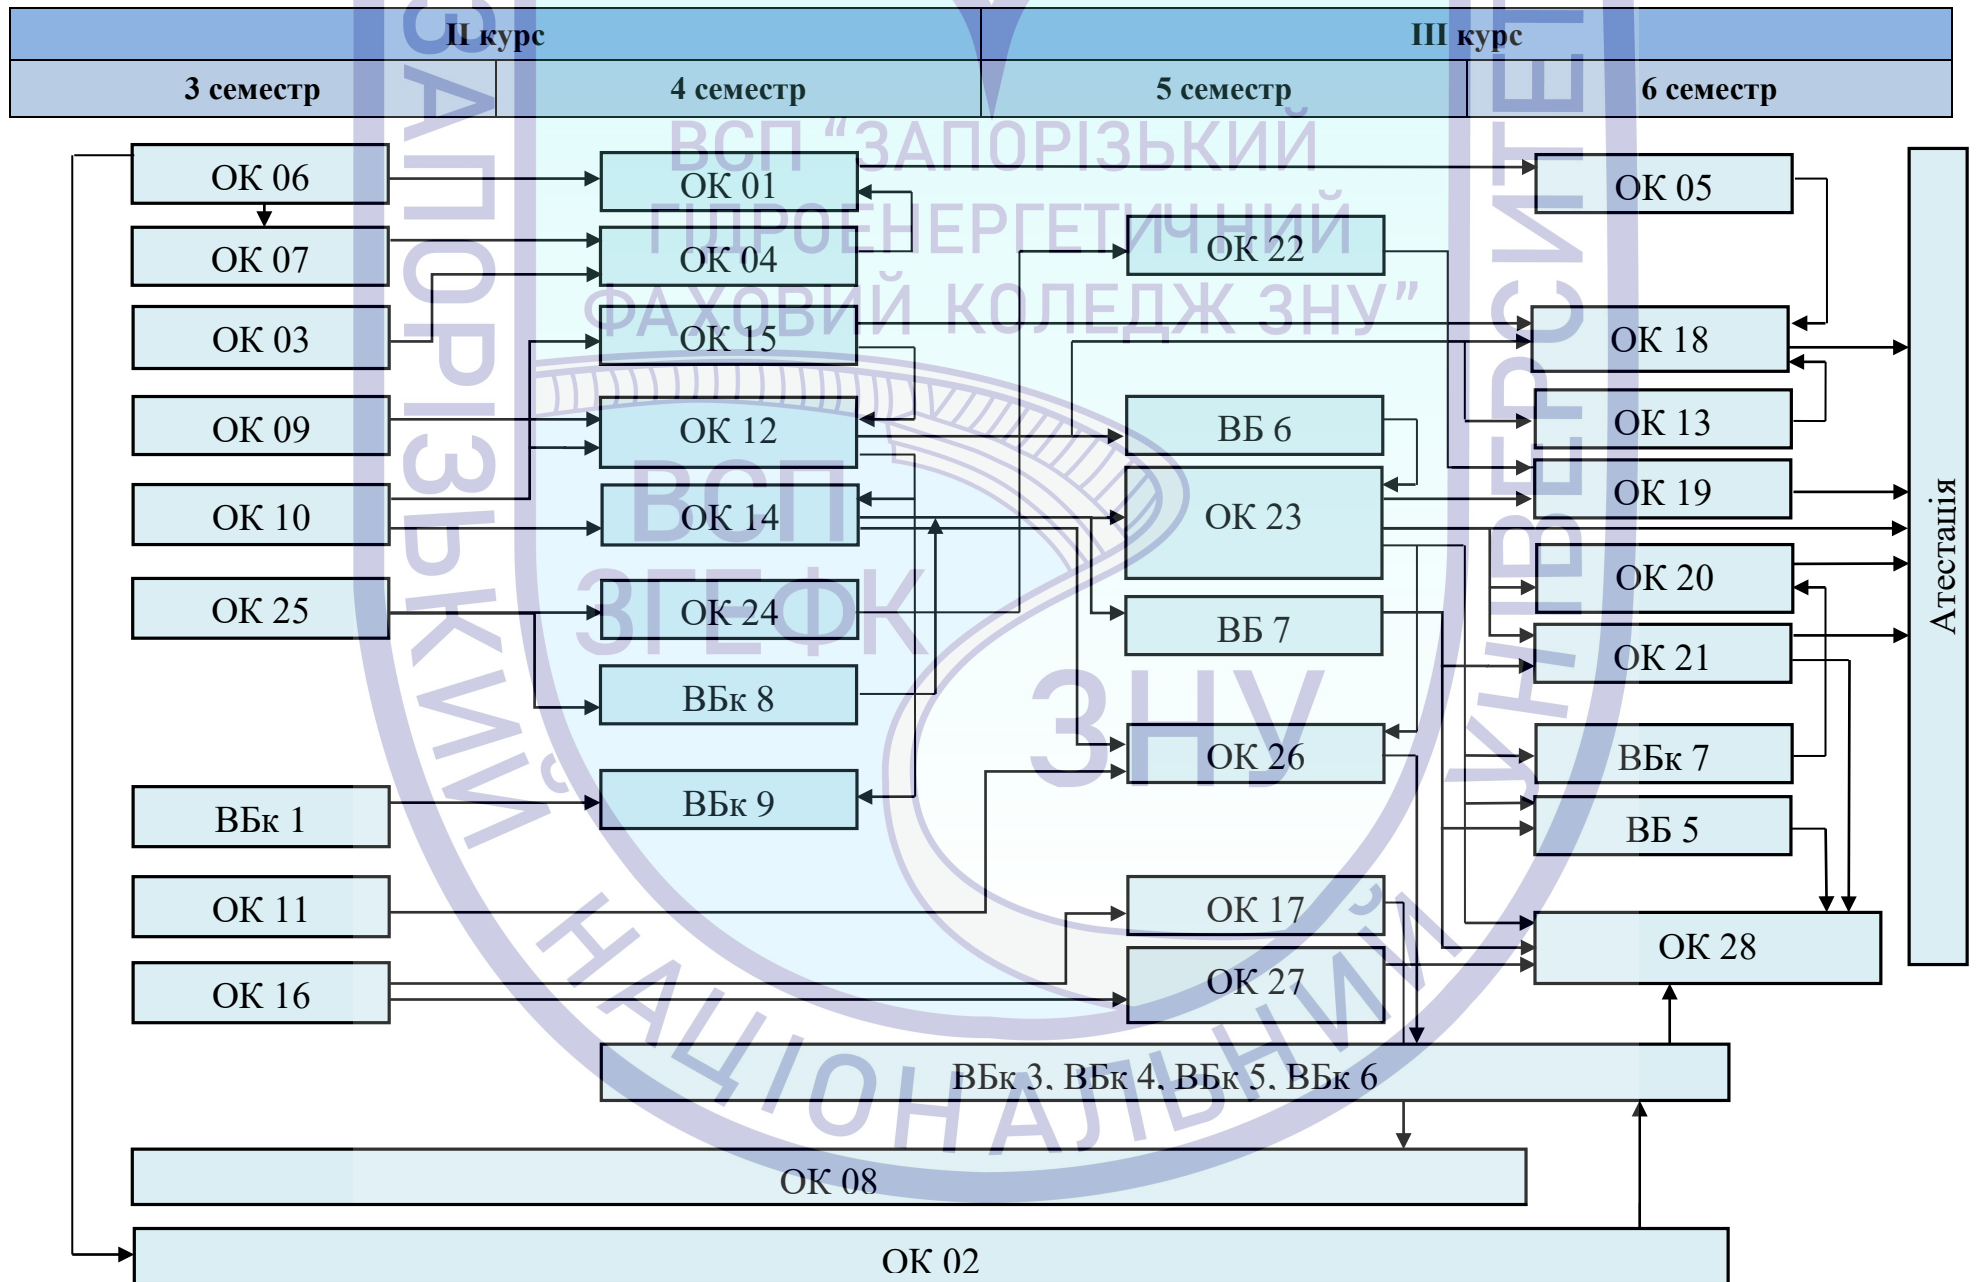 II курс
III курс
3 семестр
4 семестр
5 семестр
6 семестр
ОК 06
ОК 07
ОК 03
ОК 09
ОК 10
ОК 25
ВБк 1
ОК 11
ОК 16
ОК 01
ОК 04
ОК 15
ОК 12
ОК 14
ОК 24
ВБк 8
ВБк 9
ОК 22
ВБ 6
ОК 23
ВБ 7
ОК 26
ОК 17
ОК 27
ОК 05
ОК 18
ОК 13
ОК 19
ОК 20
ОК 21
ВБк 7
ВБ 5
ОК 28
Атестація
ВБк 3, ВБк 4, ВБк 5, ВБк 6
ОК 08
ОК 02
ВСП “ЗАПОРІЗЬКИЙ
ГІДРОЕНЕРГЕТИЧНИЙ
ФАХОВИЙ КОЛЕДЖ ЗНУ”
ВСП
ЗГЕФК
ЗНУ
ЗАПОРІЗЬКИЙ НАЦІОНАЛЬНИЙ УНІВЕРСИТЕТ